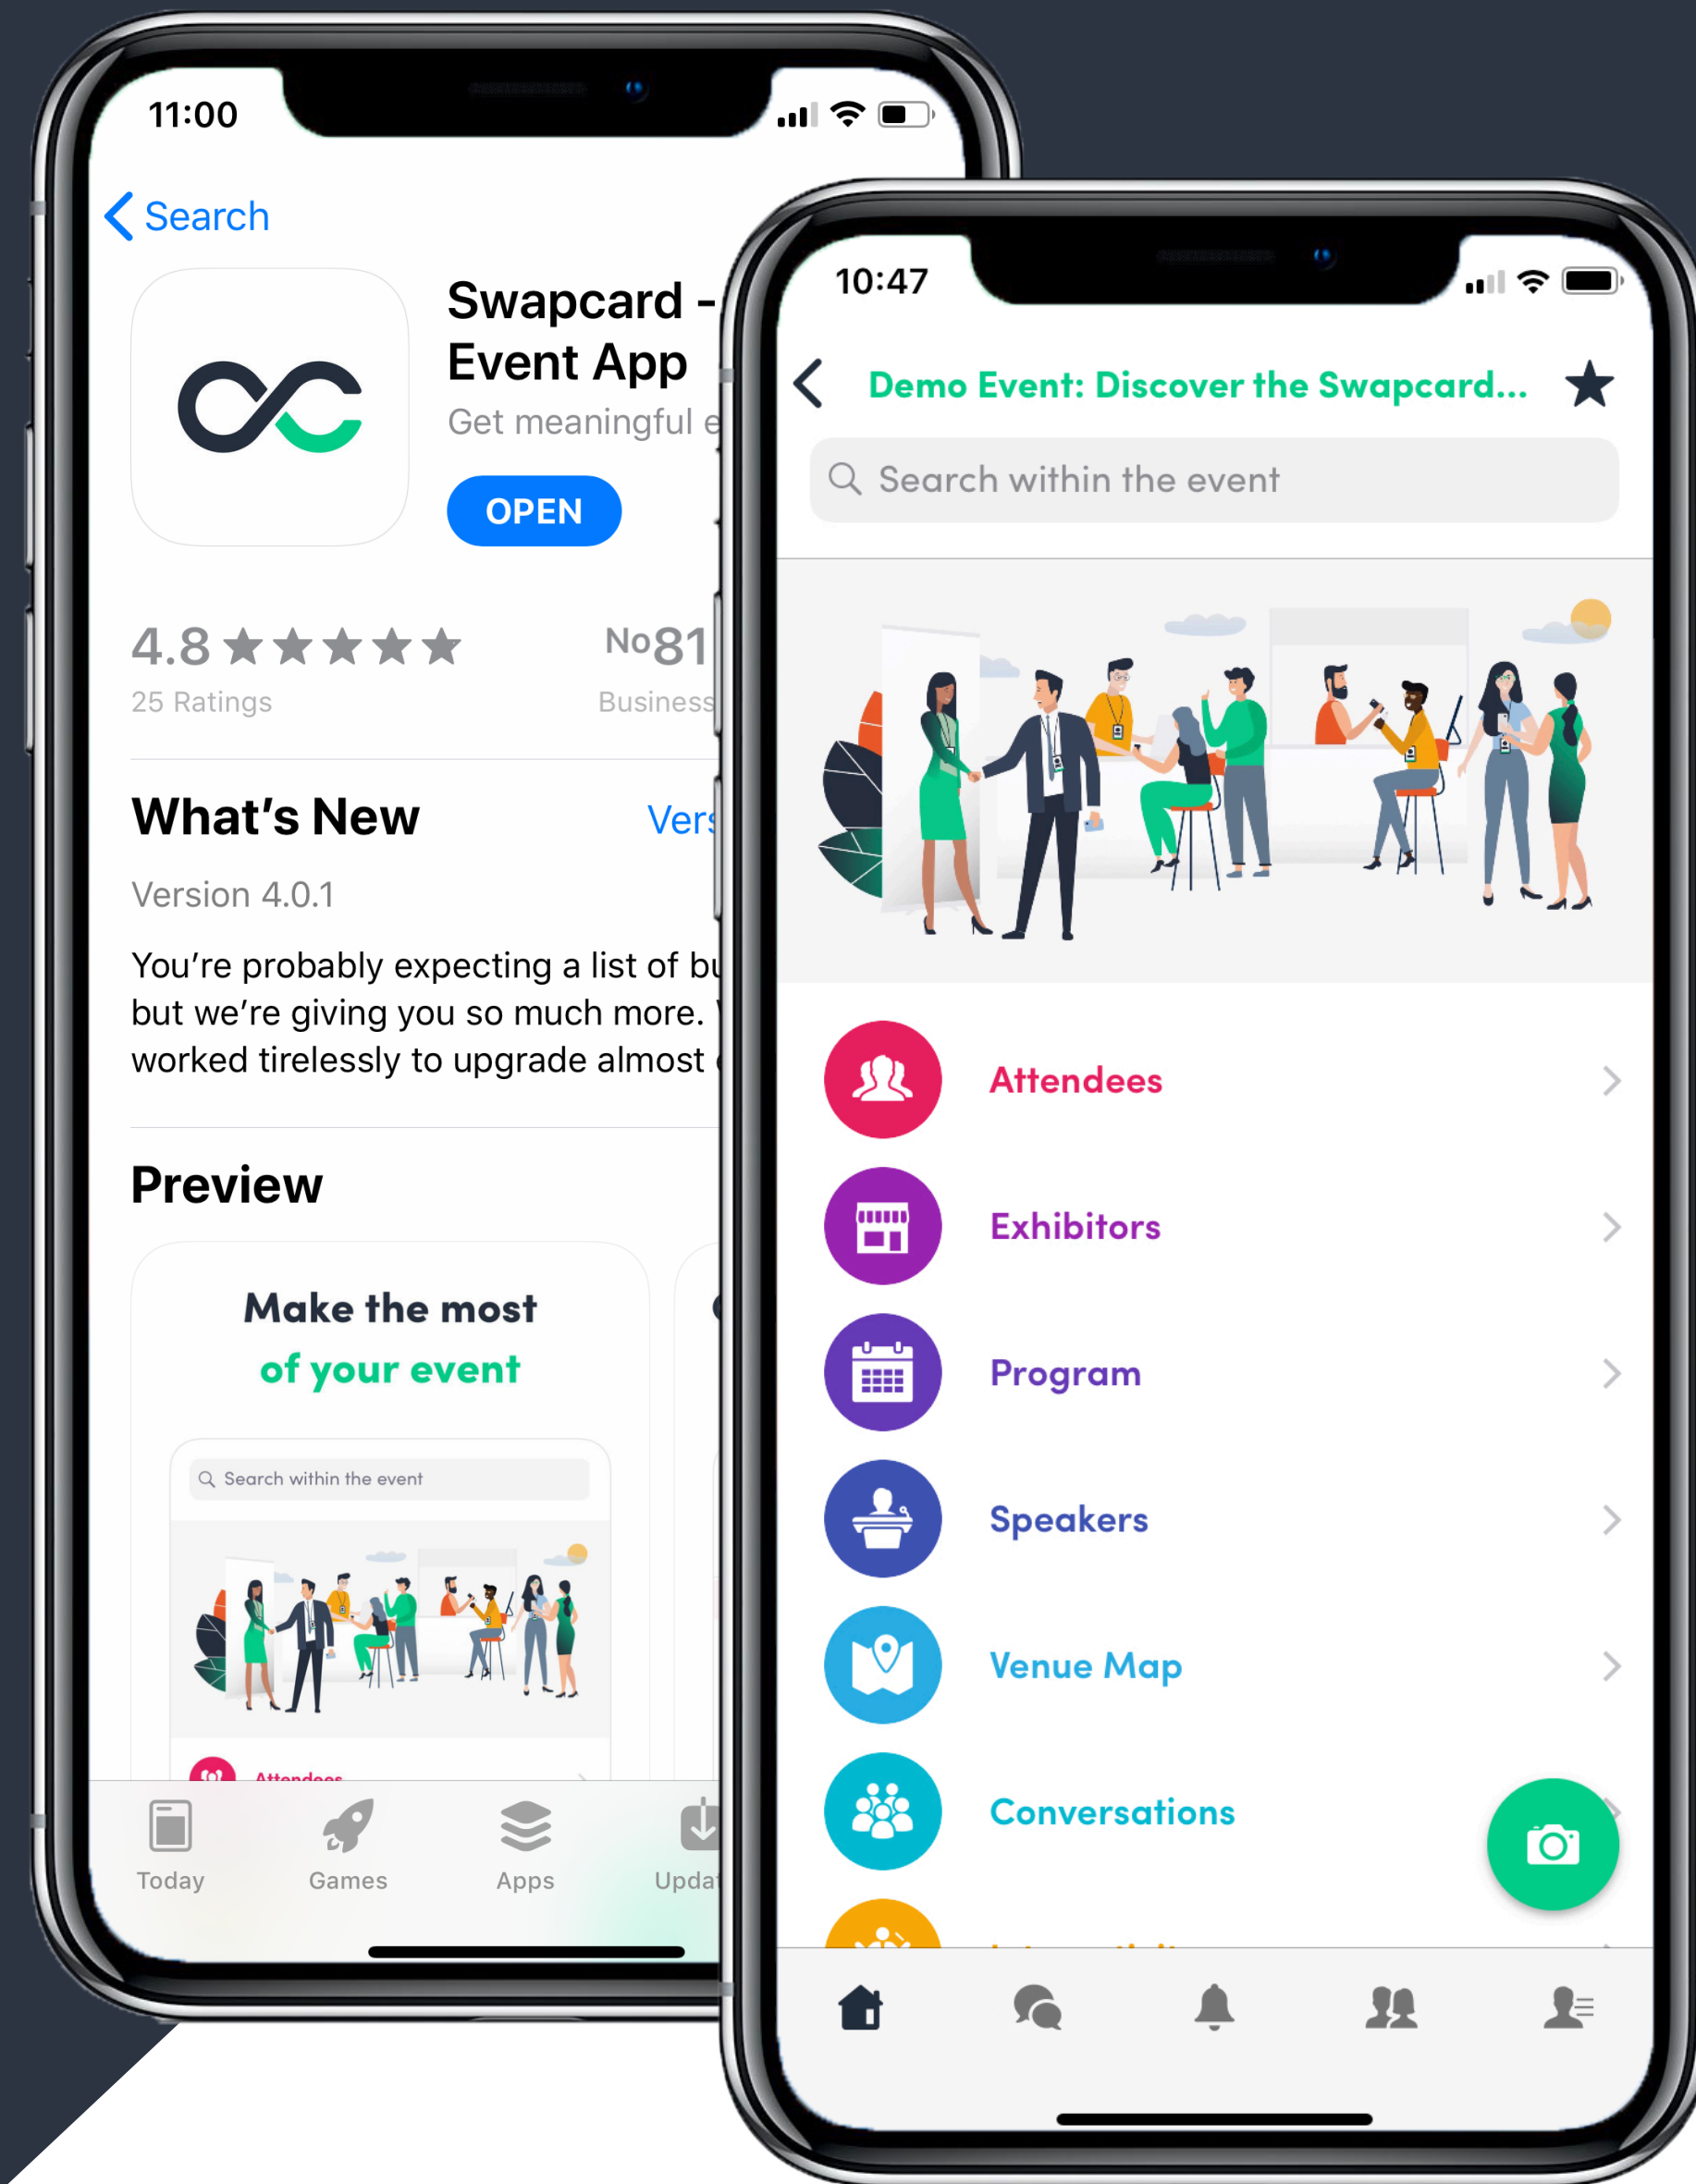 11:00
Search
Swapcard -
Event App
Get meaningful
OPEN
4.8
No81
25 Ratings
Business
What's New
Version 4.0.1
You're probably expecting a list of
but we're giving you so much more.
worked tirelessly to upgrade almost
Preview
Make the most
of your event
Search within the event
Attendees
Today
Games
Apps
10:47
Demo Event: Discover the Swapcard...
Search within the event
Attendees
Exhibitors
Program
Speakers
Venue Map
Conversations